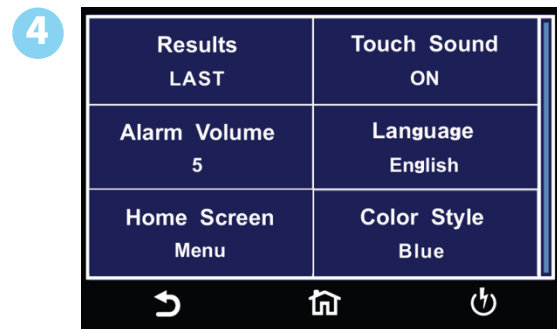 4
Results
LAST
Touch Sound
ON
Alarm Volume
5
Language
English
Home Screen
Menu
Color Style
Blue